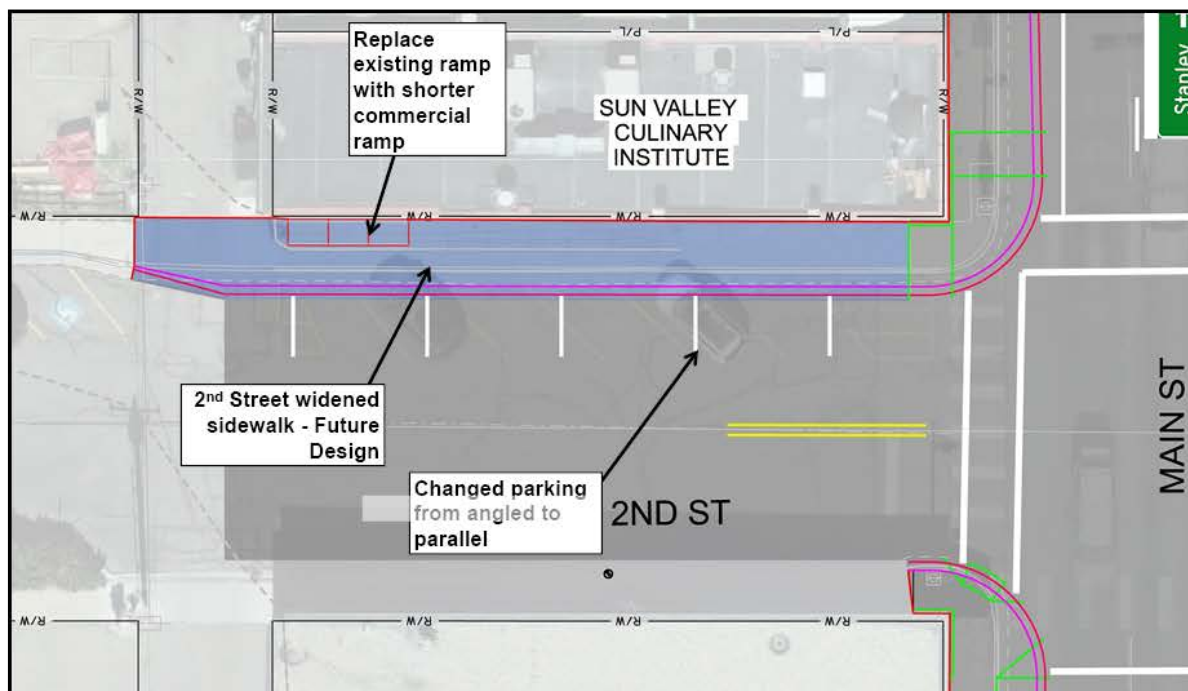 P/L
P/L
Replace
existing ramp
with shorter
commercial
ramp
SUN VALLEY
CULINARY
INSTITUTE
Stanley
R/W
R/W
R/W
R/W
R/W
R/W
R/W
2nd Street widened
sidewalk - Future
Design
Changed parking
from angled to
parallel
2ND ST
MAIN ST
R/W
R/W
R/W
R/W